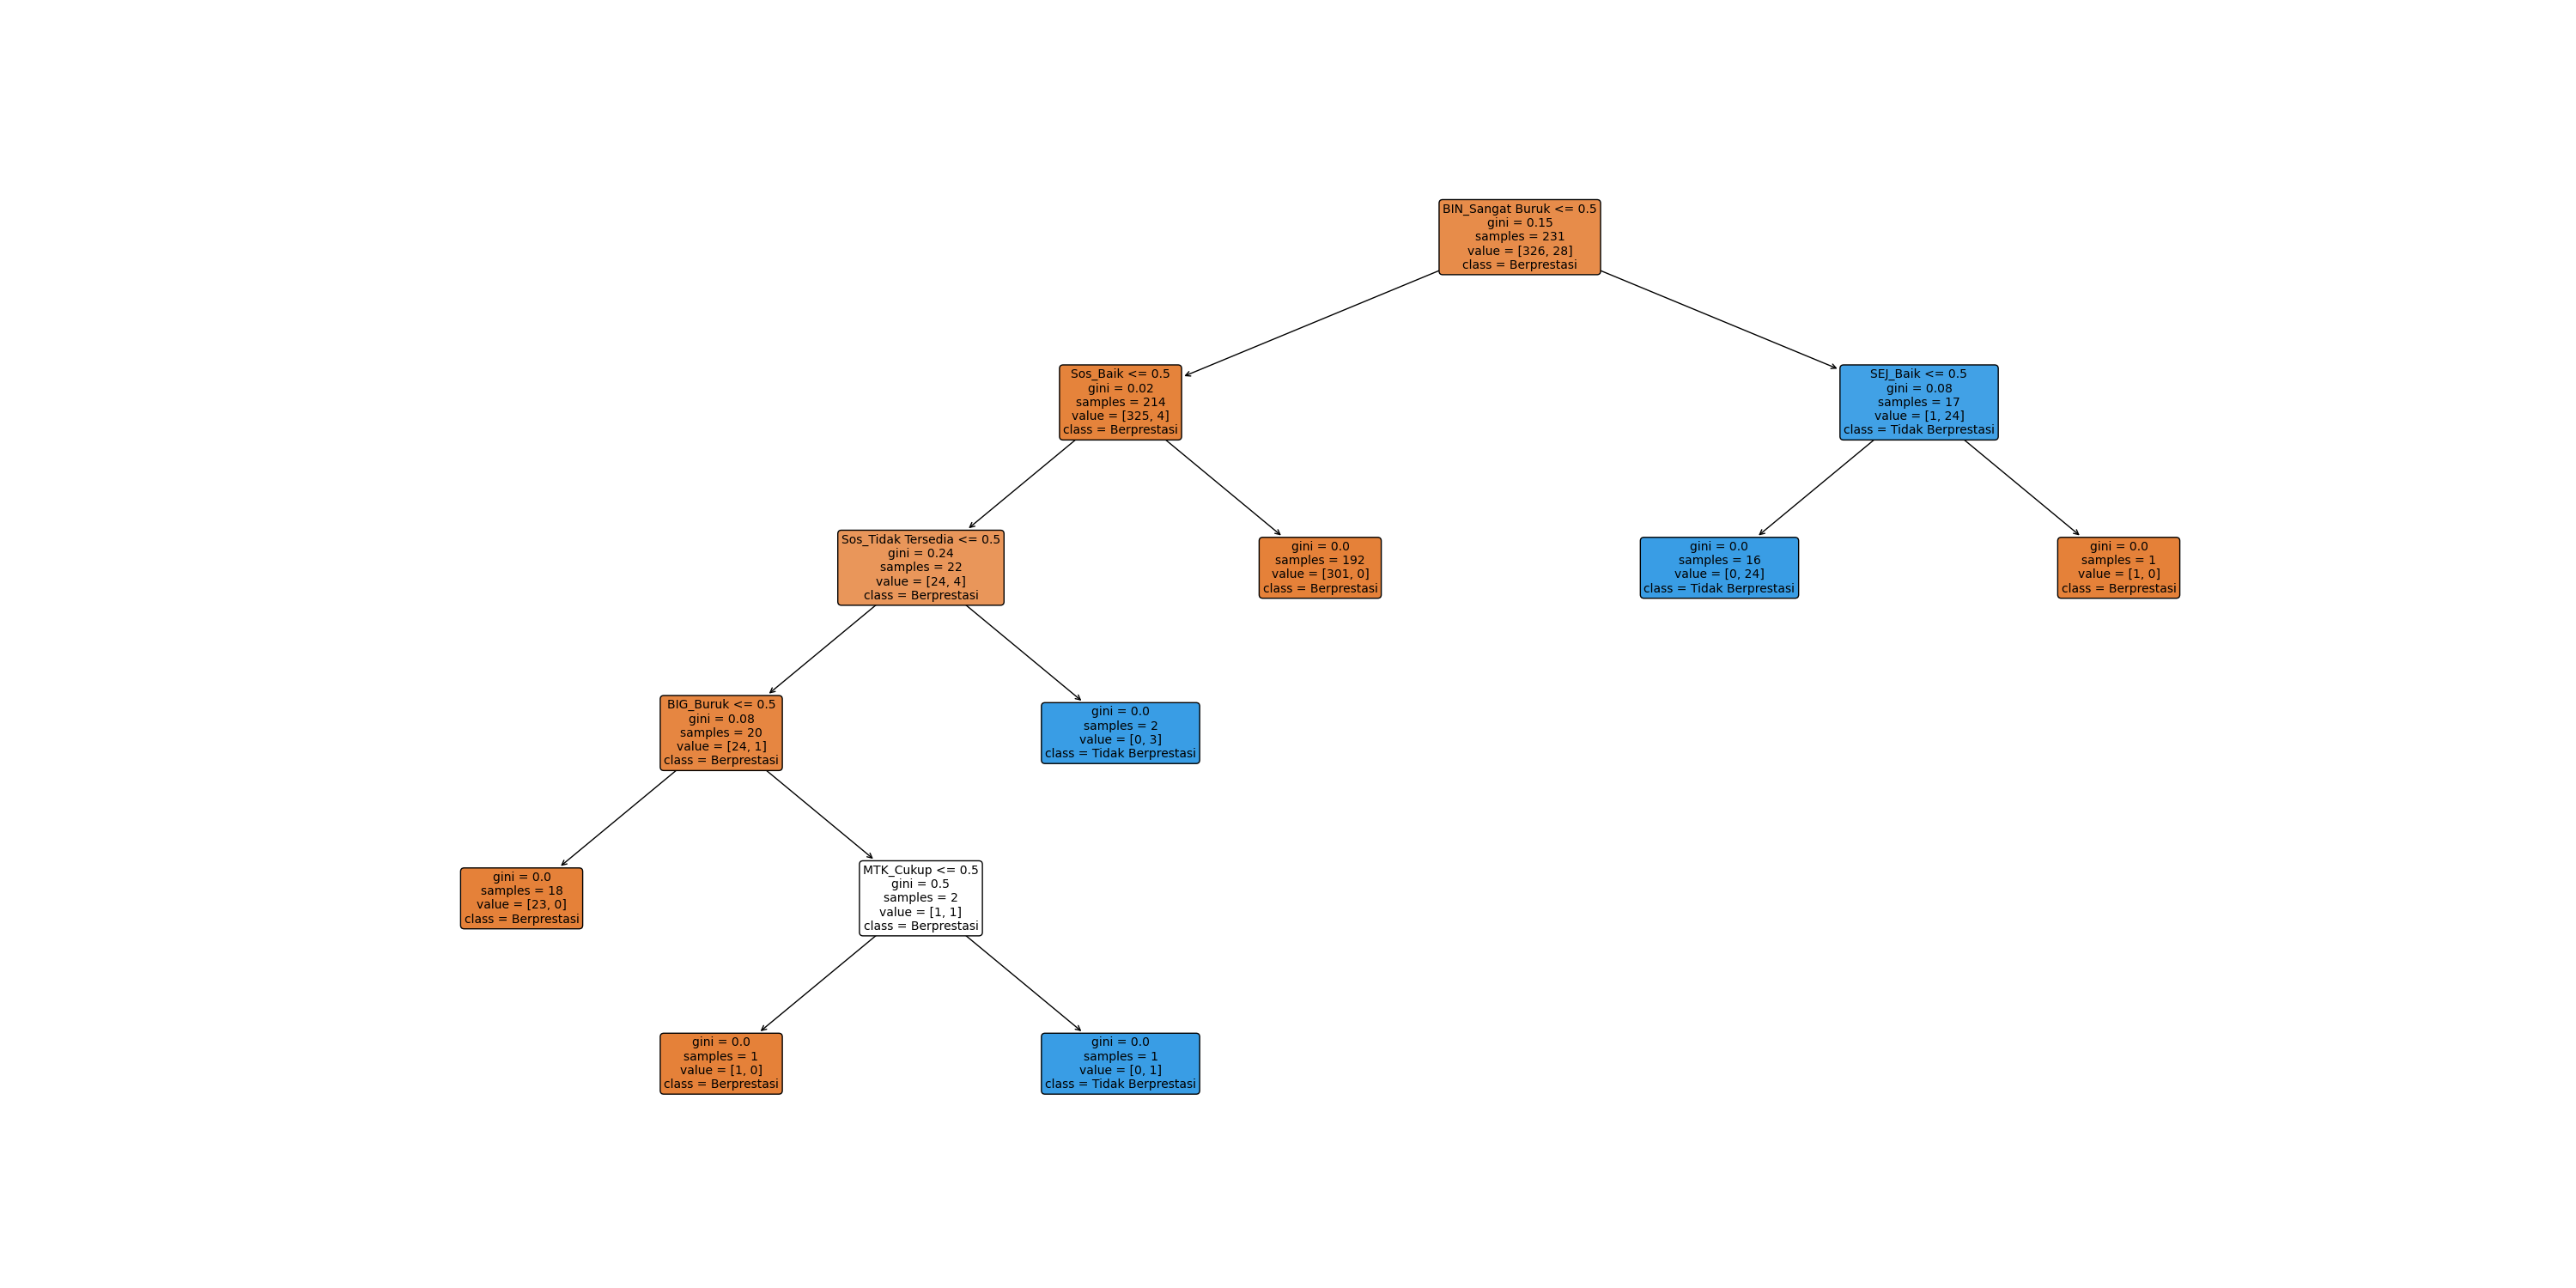 BIN_Sangat Buruk <= 0.5
gini = 0.15
samples = 231
value = [326, 28]
class = Berprestasi
Sos_Baik <= 0.5
gini = 0.02
samples = 214
value = [325, 4]
class = Berprestasi
SEJ_Baik <= 0.5
gini = 0.08
samples = 17
value = [1, 24]
class = Tidak Berprestasi
Sos_Tidak Tersedia <= 0.5
gini = 0.24
samples = 22
value = [24, 4]
class = Berprestasi
gini = 0.0
samples = 192
value = [301, 0]
class = Berprestasi
gini = 0.0
samples = 16
value = [0, 24]
class = Tidak Berprestasi
gini = 0.0
samples = 1
value = [1, 0]
class = Berprestasi
BIG_Buruk <= 0.5
gini = 0.08
samples = 20
value = [24, 1]
class = Berprestasi
gini = 0.0
samples = 2
value = [0, 3]
class = Tidak Berprestasi
gini = 0.0
samples = 18
value = [23, 0]
class = Berprestasi
MTK_Cukup <= 0.5
gini = 0.5
samples = 2
value = [1, 1]
class = Berprestasi
gini = 0.0
samples = 1
value = [1, 0]
class = Berprestasi
gini = 0.0
samples = 1
value = [0, 1]
class = Tidak Berprestasi